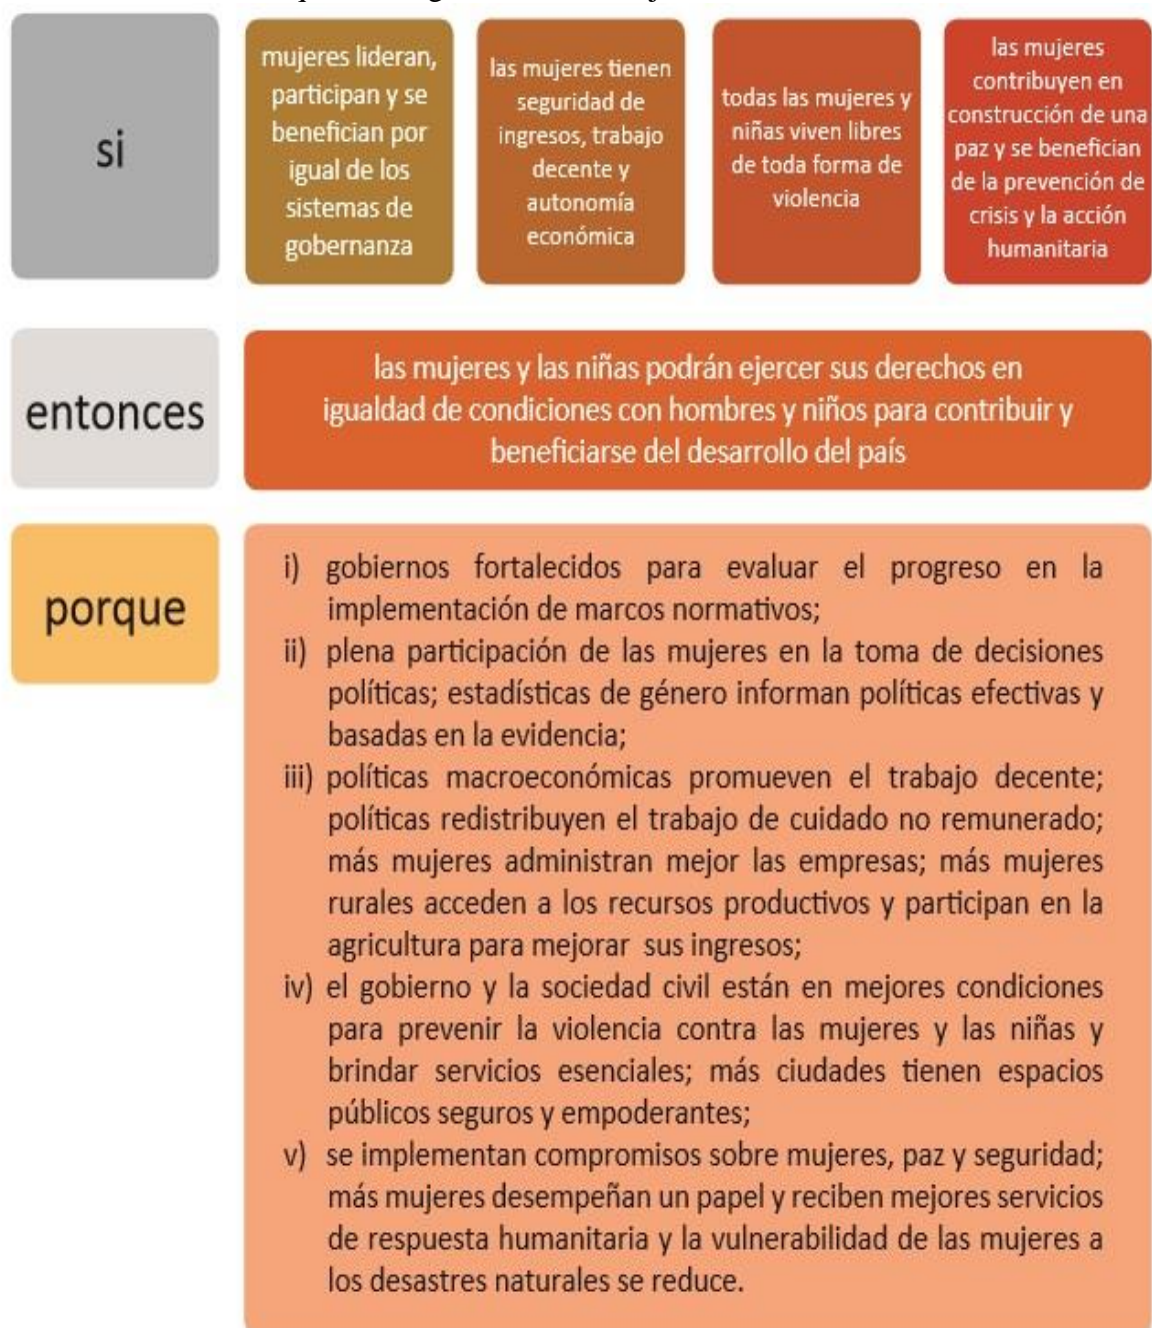 si
mujeres lideran,
participan y se
benefician por
igual de los
sistemas de
gobernanza
las mujeres tienen
seguridad de
ingresos, trabajo
decente y
autonomía
económica
todas las mujeres y
niñas viven libres
de toda forma de
violencia
las mujeres
contribuyen en
construcción de una
paz y se benefician
de la prevención de
crisis y la acción
humanitaria
entonces
las mujeres y las niñas podrán ejercer sus derechos en
igualdad de condiciones con hombres y niños para contribuir y
beneficiarse del desarrollo del país
porque
i) gobiernos fortalecidos para evaluar el progreso en la
implementación de marcos normativos;
ii) plena participación de las mujeres en la toma de decisiones
políticas; estadísticas de género informan políticas efectivas y
basadas en la evidencia;
iii) políticas macroeconómicas promueven el trabajo decente;
políticas redistribuyen el trabajo de cuidado no remunerado;
más mujeres administran mejor las empresas; más mujeres
rurales acceden a los recursos productivos y participan en la
agricultura para mejorar sus ingresos;
iv) el gobierno y la sociedad civil están en mejores condiciones
para prevenir la violencia contra las mujeres y las niñas y
brindar servicios esenciales; más ciudades tienen espacios
públicos seguros y empoderantes;
v) se implementan compromisos sobre mujeres, paz y seguridad;
más mujeres desempeñan un papel y reciben mejores servicios
de respuesta humanitaria y la vulnerabilidad de las mujeres a
los desastres naturales se reduce.